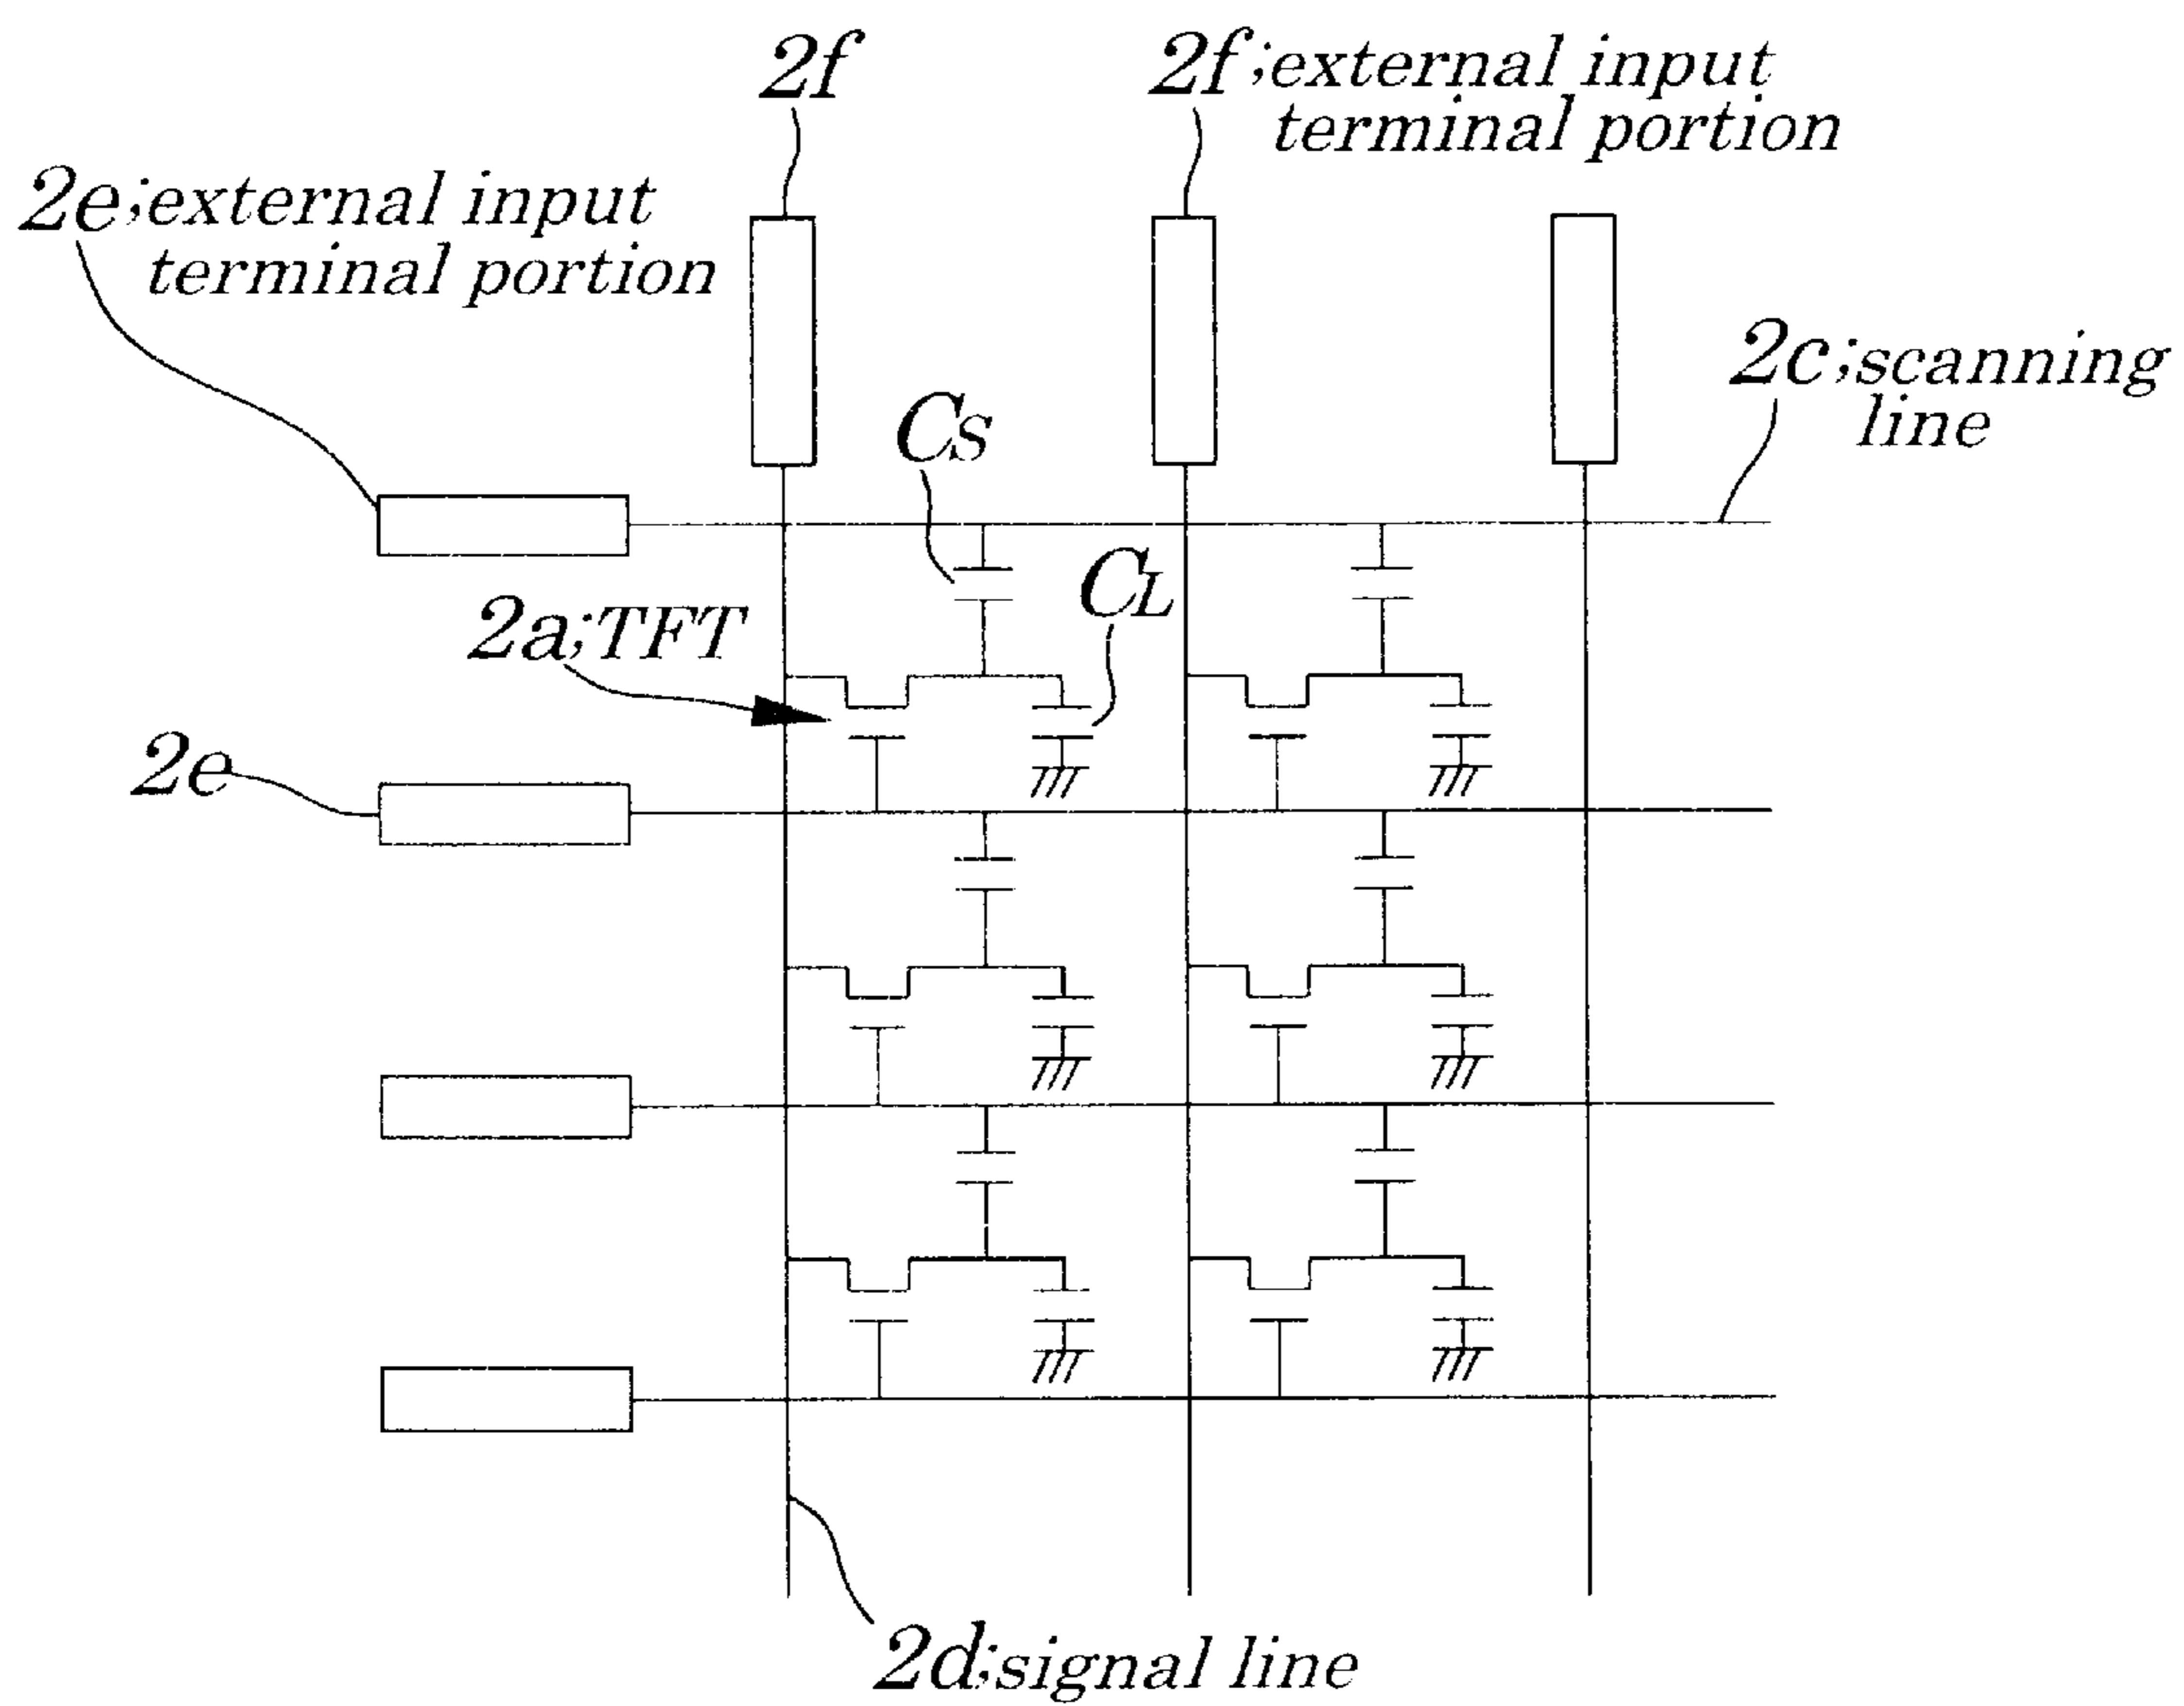 2f
2f;external input
terminal portion
2e;external input
terminal portion
2c;scanning
line
Cs
CL
2a;TFT
2e
2d;signal line